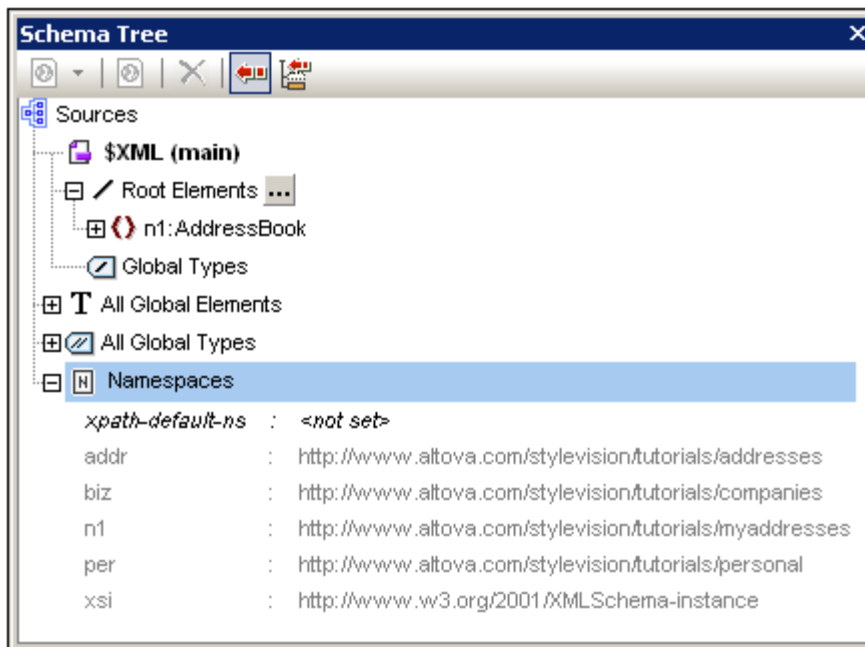 Schema Tree
Sources
$XML (main)
Root Elements ...
n1:AddressBook
Global Types
T All Global Elements
All Global Types
N Namespaces
xpath-default-ns : <not set>
addr : http://www.altova.com/stylevision/tutorials/addresses
biz : http://www.altova.com/stylevision/tutorials/companies
n1 : http://www.altova.com/stylevision/tutorials/myaddresses
per : http://www.altova.com/stylevision/tutorials/personal
xsi : http://www.w3.org/2001/XMLSchema-instance